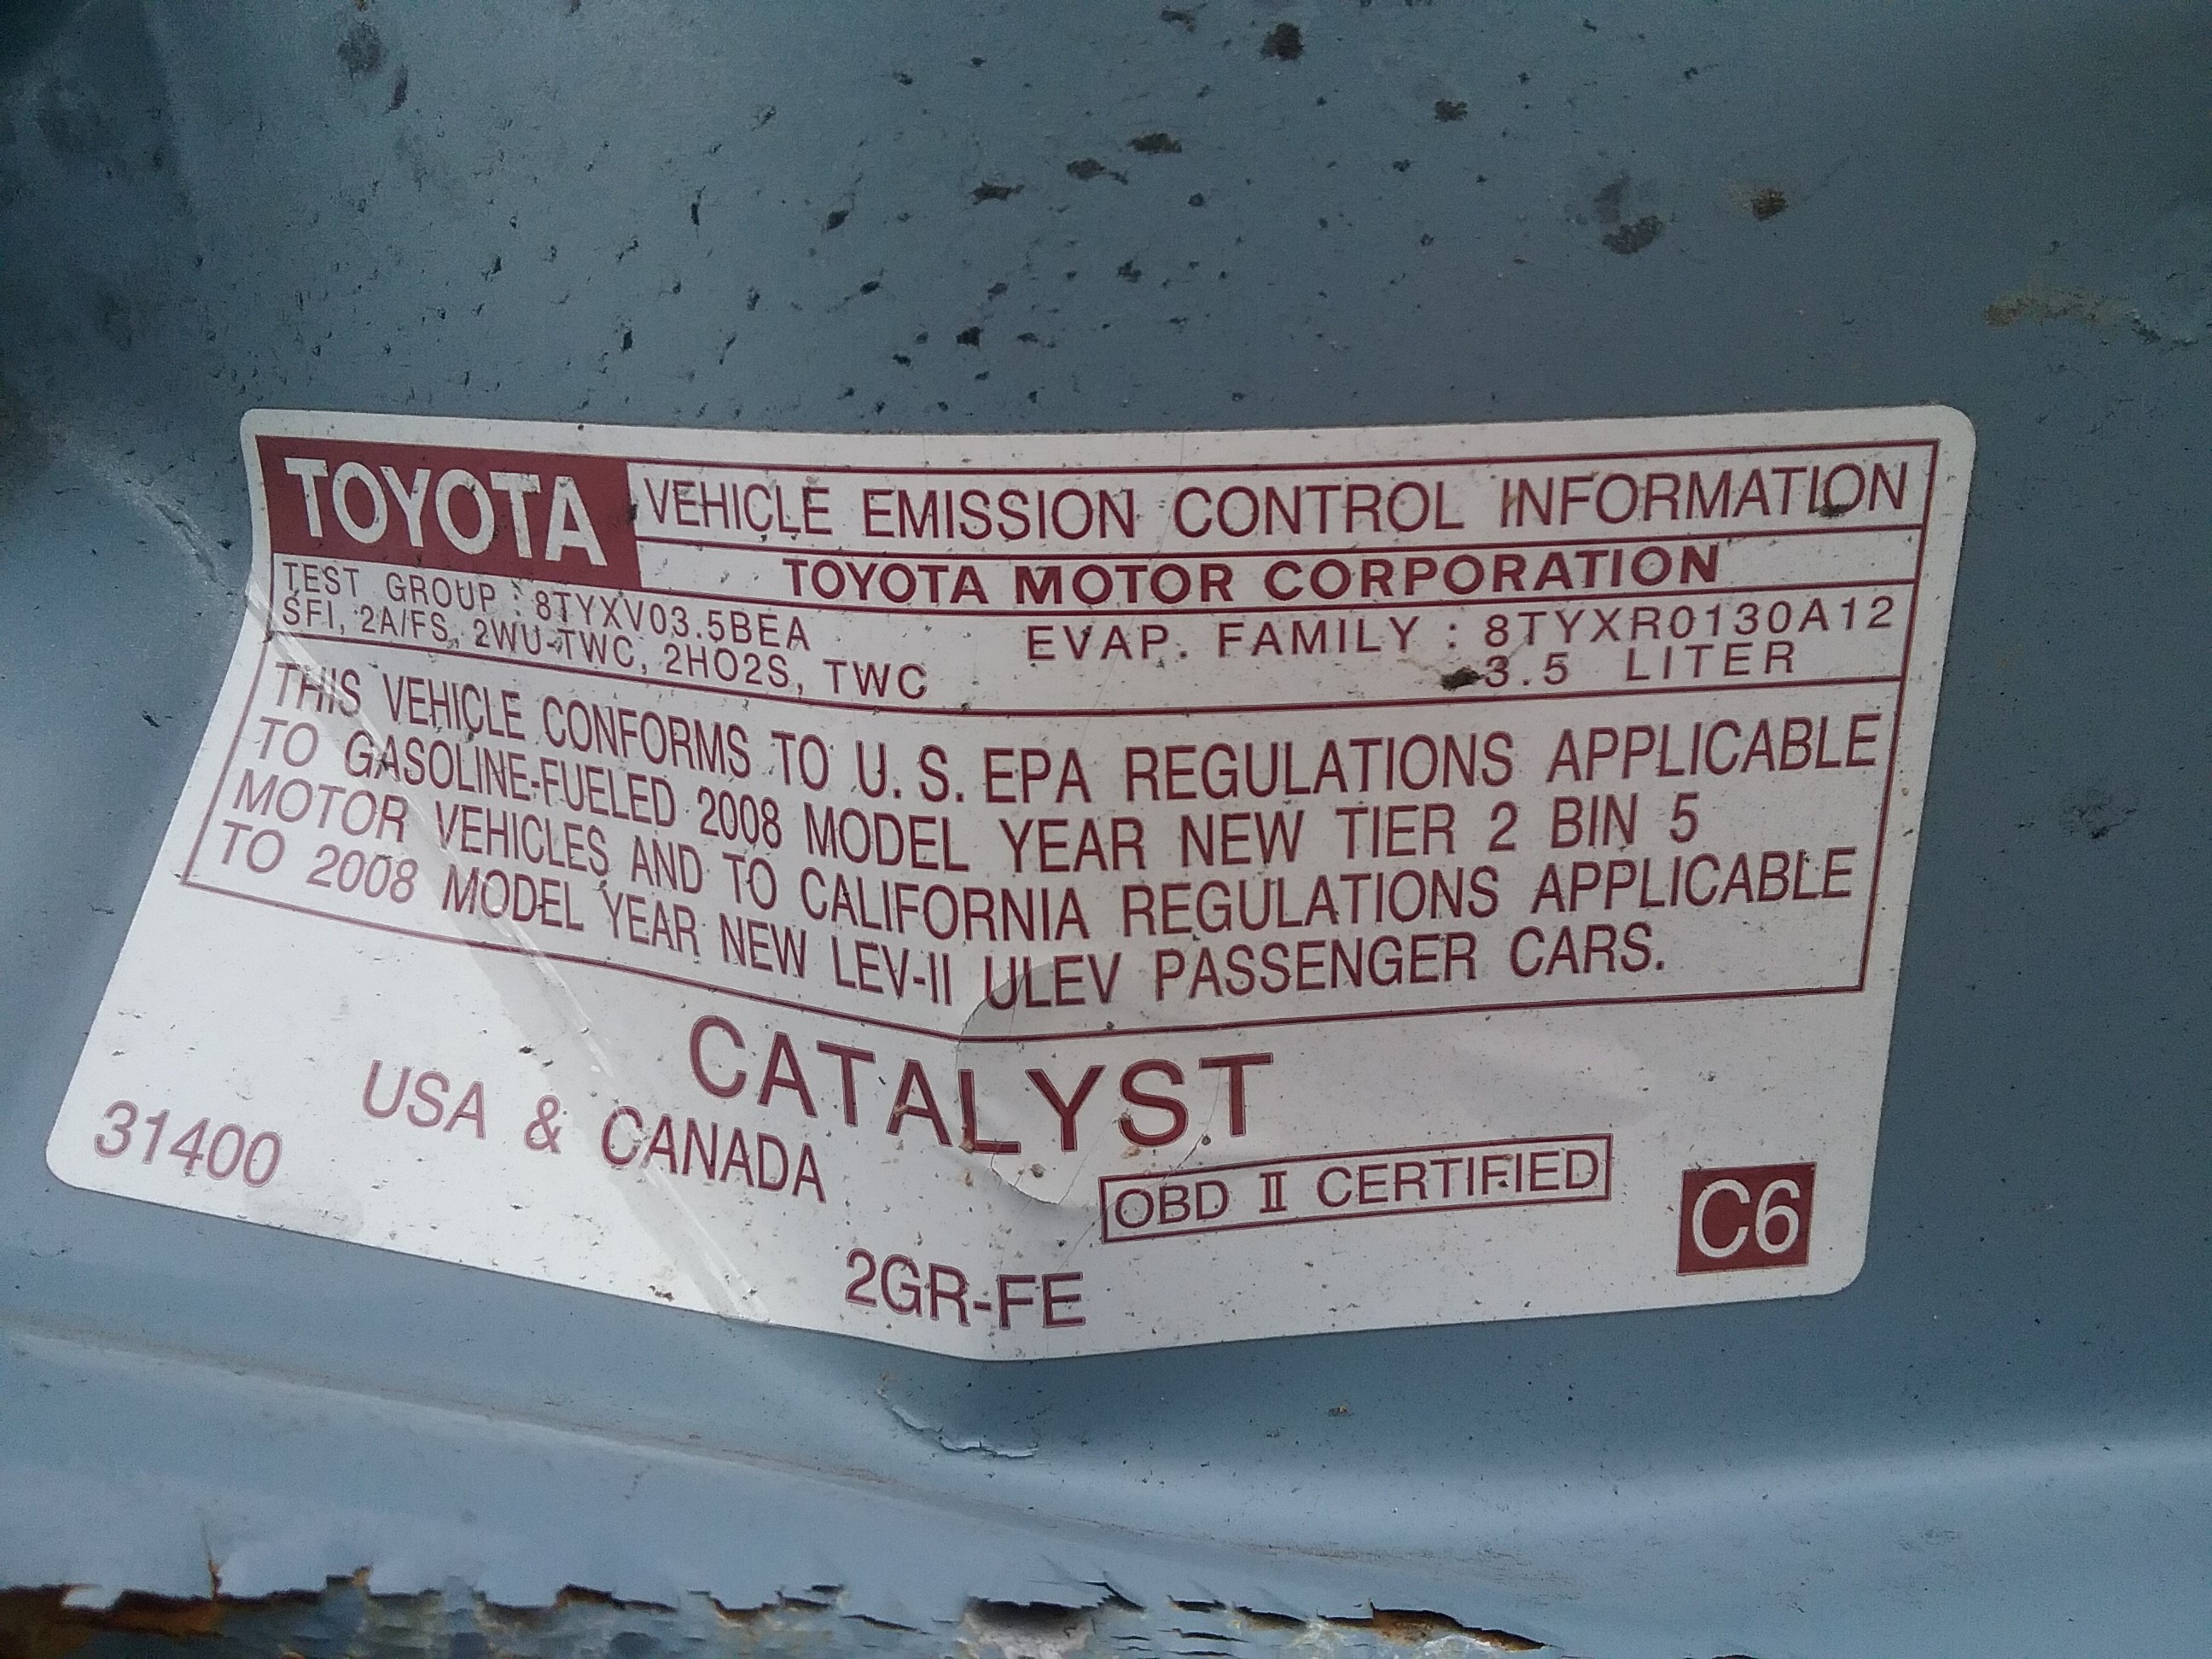 TOYOTA VEHICLE EMISSION CONTROL INFORMATION
TOYOTA MOTOR CORPORATION
TEST GROUP : 8TYXV03.5BEA EVAP. FAMILY : 8TYXR0130A12
SFI, 2A/FS, 2WU-TWC, 2HO2S, TWC 3.5 LITER
THIS VEHICLE CONFORMS TO U.S. EPA REGULATIONS APPLICABLE
TO GASOLINE-FUELED 2008 MODEL YEAR NEW TIER 2 BIN 5
MOTOR VEHICLES AND TO CALIFORNIA REGULATIONS APPLICABLE
TO 2008 MODEL YEAR NEW LEV-II ULEV PASSENGER CARS.
CATALYST
31400 USA & CANADA OBD II CERTIFIED C6
2GR-FE